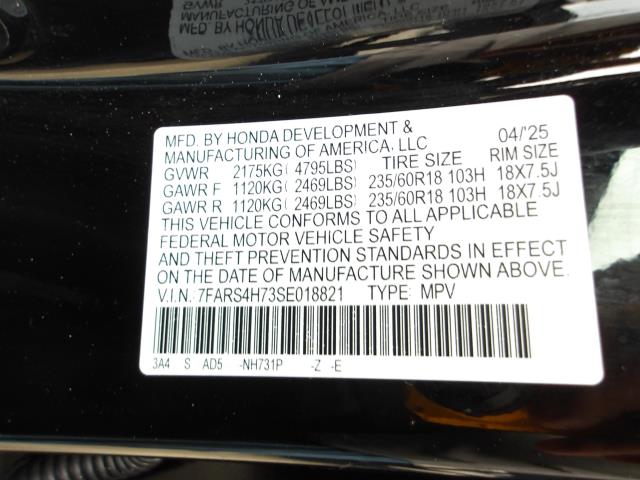 MFD. BY HONDA DEVELOPMENT & 04/'25
MANUFACTURING OF AMERICA, LLC
GVWR 2175KG( 4795LBS) TIRE SIZE RIM SIZE
GAWR F 1120KG( 2469LBS) 235/60R18 103H 18X7.5J
GAWR R 1120KG( 2469LBS) 235/60R18 103H 18X7.5J
THIS VEHICLE CONFORMS TO ALL APPLICABLE
FEDERAL MOTOR VEHICLE SAFETY
AND THEFT PREVENTION STANDARDS IN EFFECT
ON THE DATE OF MANUFACTURE SHOWN ABOVE.
V.I.N.:7FARS4H73SE018821 TYPE: MPV
3A4 S AD5 -NH731P -Z -E